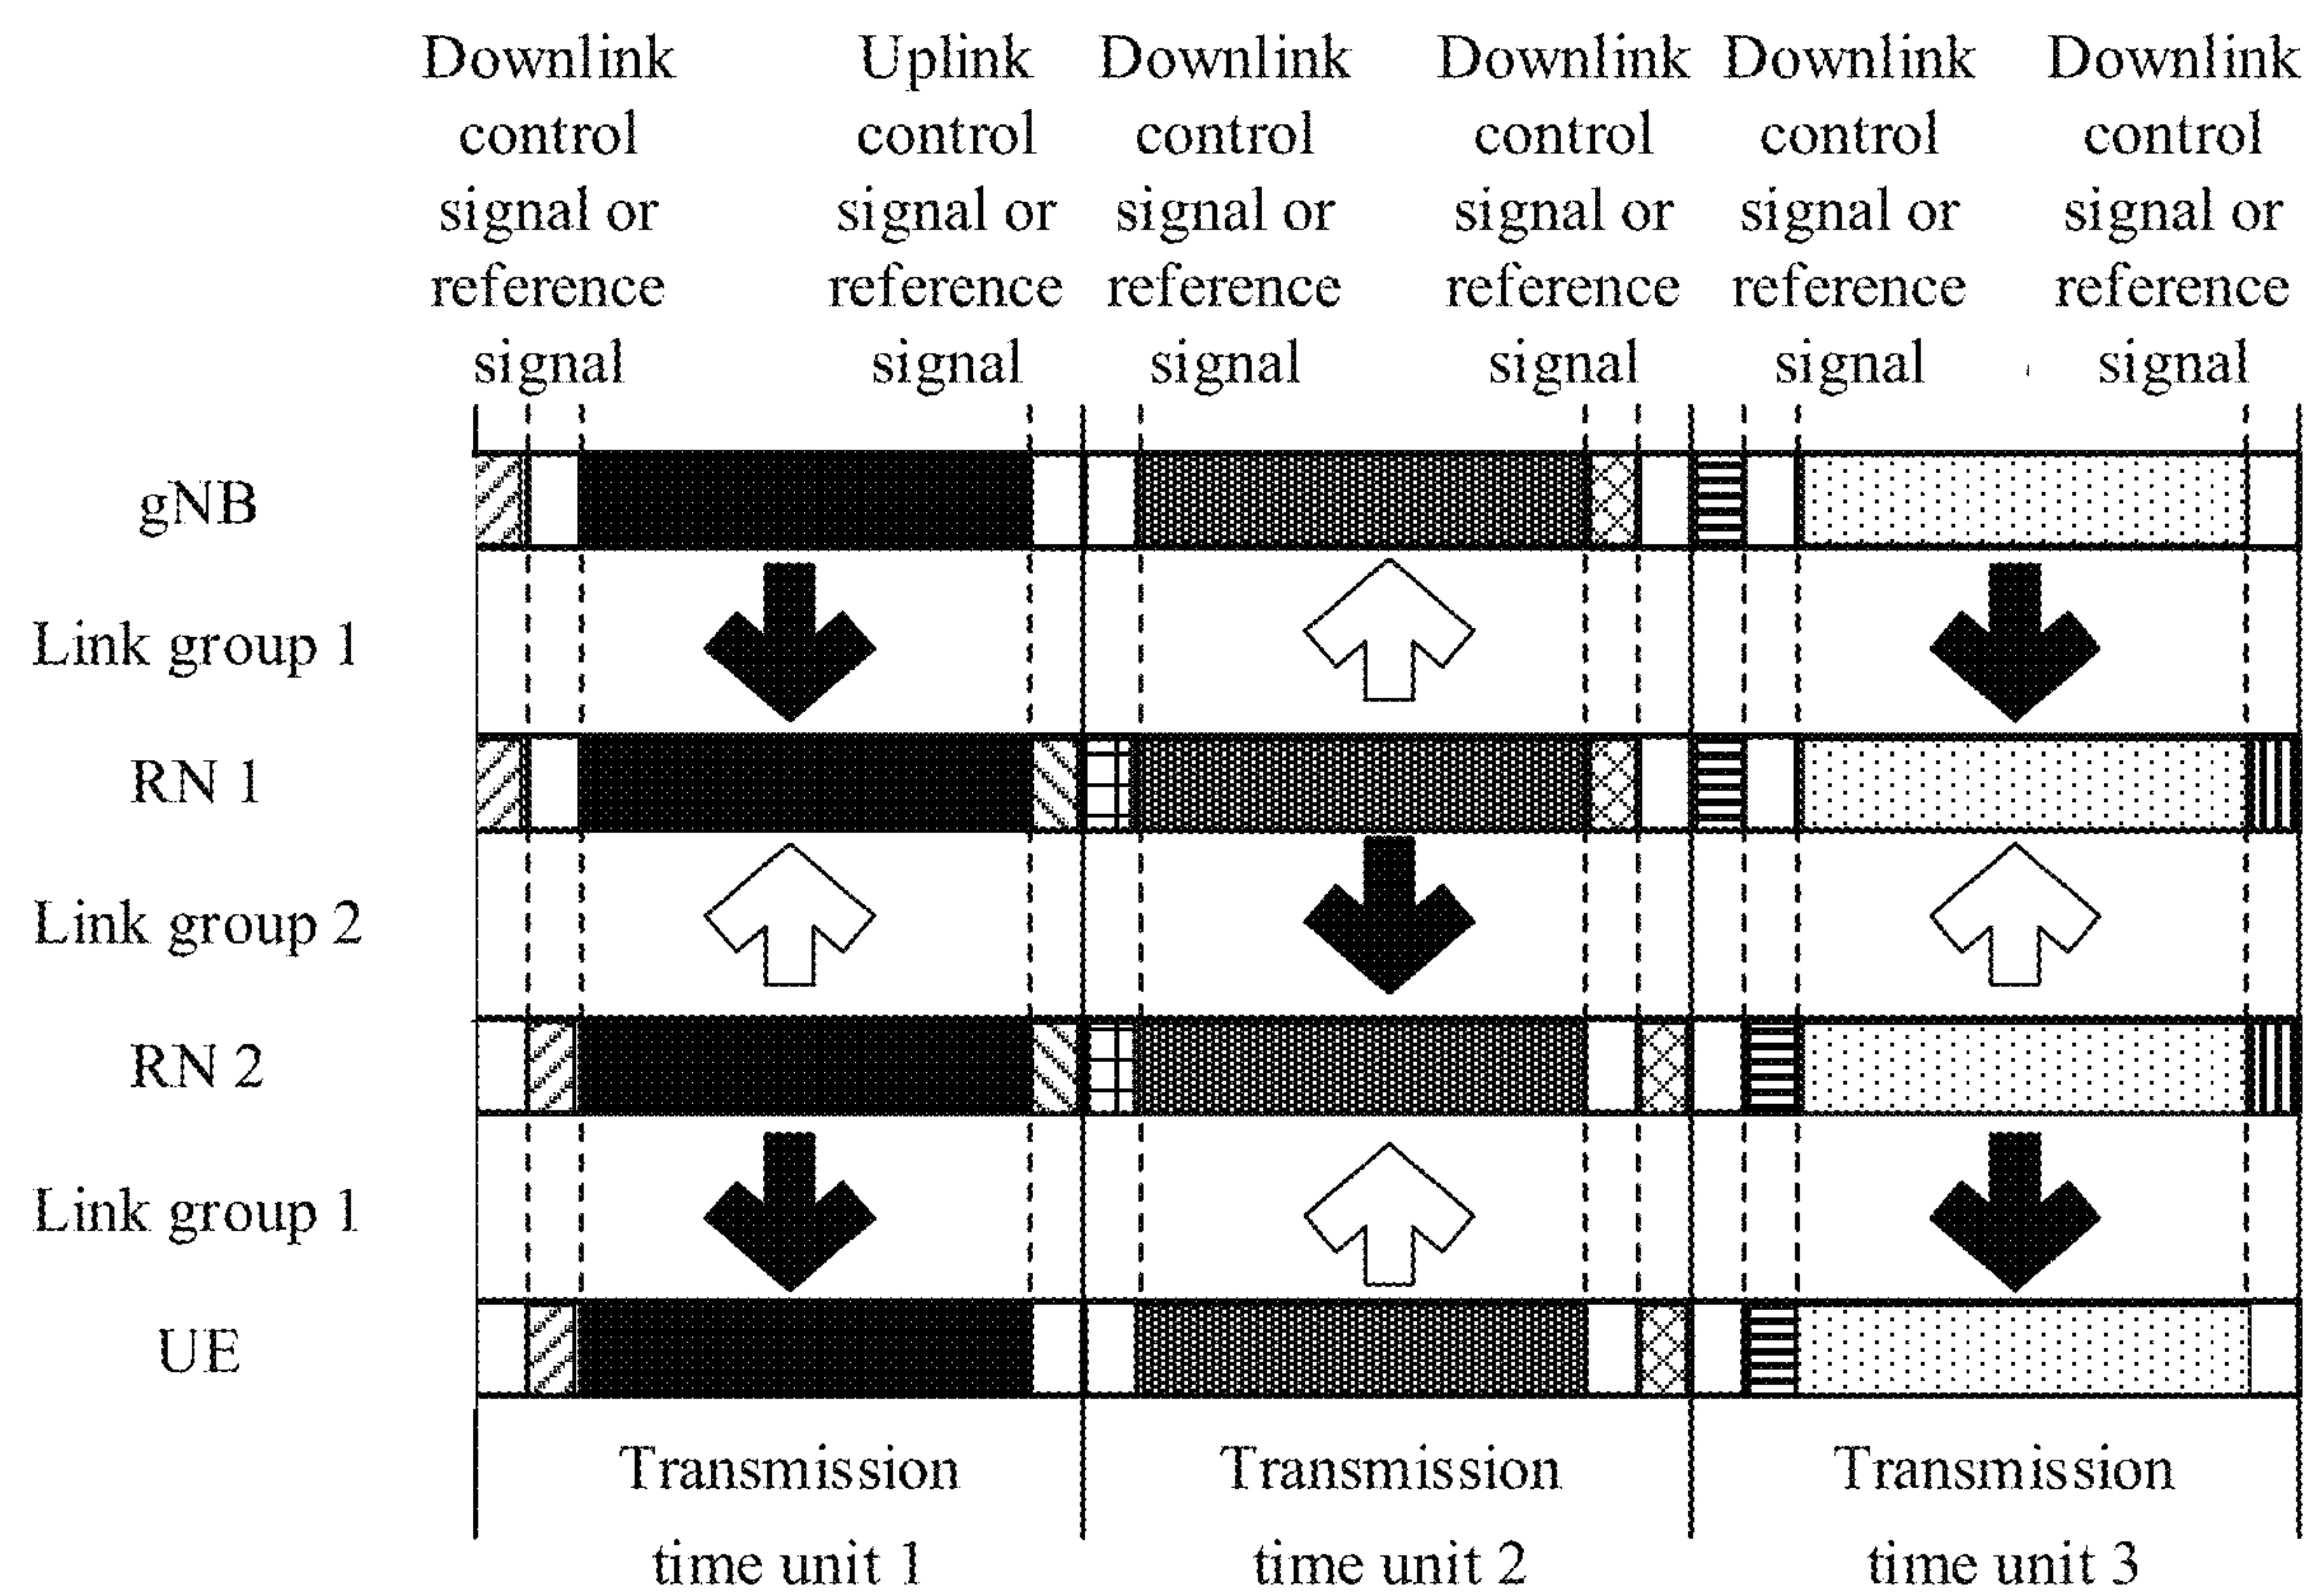 Downlink
control
signal or
reference
signal
Uplink
control
signal or
reference
signal
Downlink
control
signal or
reference
signal
Downlink
control
signal or
reference
signal
Downlink
control
signal or
reference
signal
Downlink
control
signal or
reference
signal
gNB
Link group 1
RN 1
Link group 2
RN 2
Link group 1
UE
Transmission
time unit 1
Transmission
time unit 2
Transmission
time unit 3